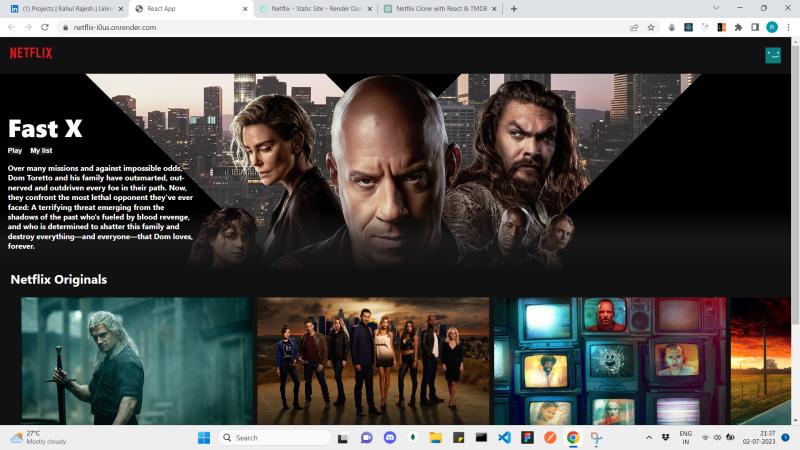 (1) Projects | Rahul Rajesh | Linke
React App
Netflix - Static Site · Render Das
Netflix Clone with React & TMDB
netflix-i0us.onrender.com
NETFLIX
Fast X
Play My list
Over many missions and against impossible odds,
Dom Toretto and his family have outsmarted, out-
nerved and outdriven every foe in their path. Now,
they confront the most lethal opponent they've ever
faced: A terrifying threat emerging from the
shadows of the past who's fueled by blood revenge,
and who is determined to shatter this family and
destroy everything—and everyone—that Dom loves,
forever.
Netflix Originals
27°C
Mostly cloudy
Search
ENG
IN
21:37
02-07-2023